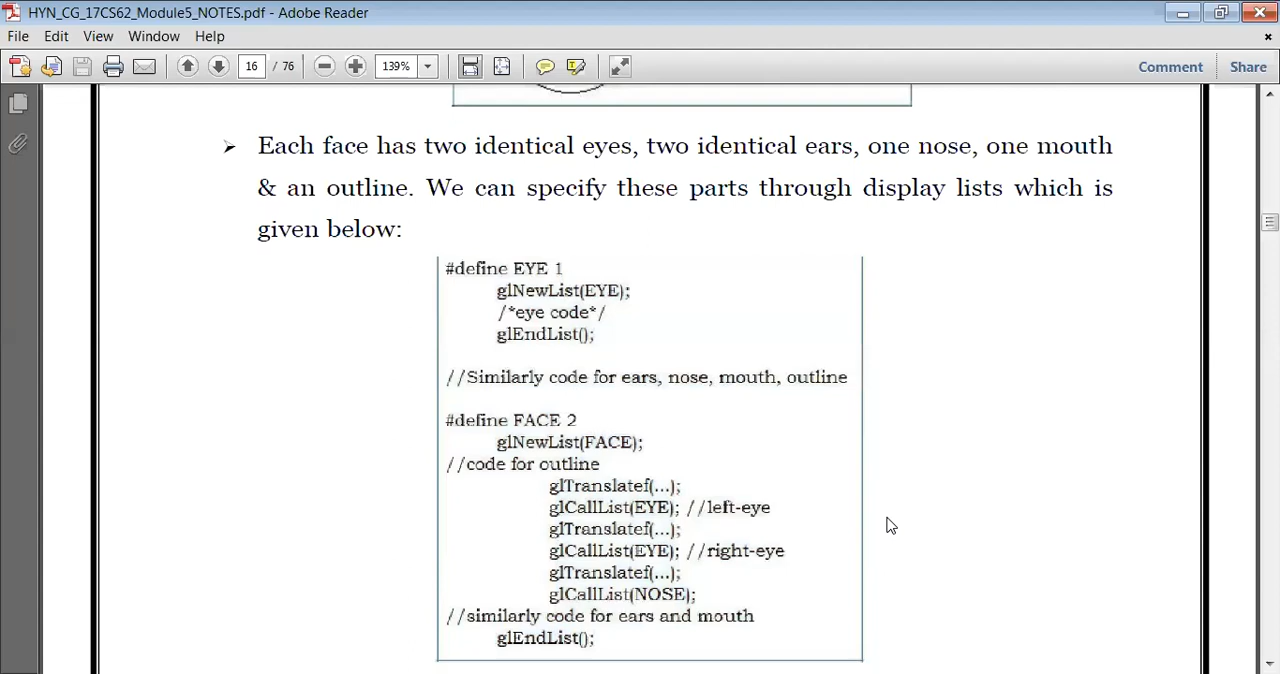 HYN_CG_17CS62_Module5_NOTES.pdf - Adobe Reader
File Edit View Window Help
16 / 76 139% Comment Share
Each face has two identical eyes, two identical ears, one nose, one mouth
& an outline. We can specify these parts through display lists which is
given below:
#define EYE 1
glNewList(EYE);
/*eye code*/
glEndList();
//Similarly code for ears, nose, mouth, outline
#define FACE 2
glNewList(FACE);
//code for outline
glTranslatef(...);
glCallList(EYE); //left-eye
glTranslatef(...);
glCallList(EYE); //right-eye
glTranslatef(...);
glCallList(NOSE);
//similarly code for ears and mouth
glEndList();